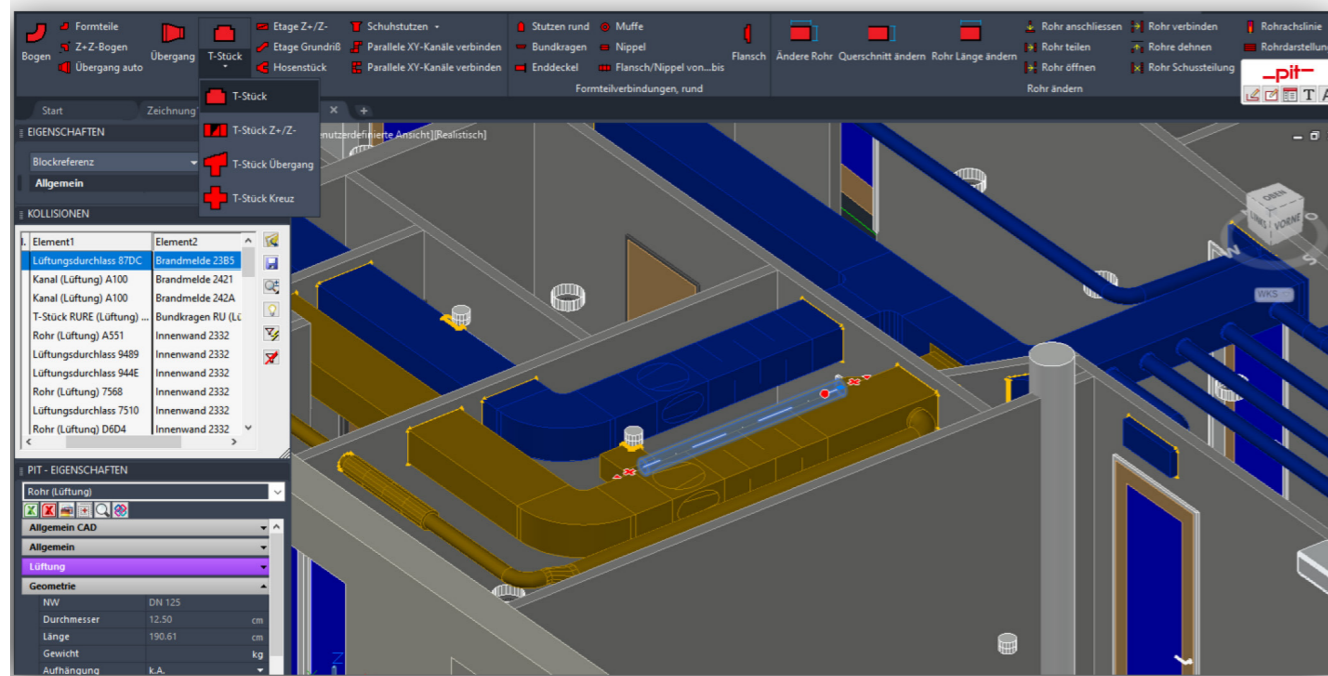 Formteile
Etage Z+/Z-
Schuhstutzen
Stutzen rund
Muffe
Rohr anschliessen
Rohr verbinden
Rohrachslinie
Bogen
Z+Z-Bogen
Übergang
T-Stück
Etage Grundriß
Parallele XY-Kanäle verbinden
Bundkragen
Nippel
Flansch
Ändere Rohr
Querschnitt ändern
Rohr Länge ändern
Rohr teilen
Rohre dehnen
Rohrdarstellung
Übergang auto
Hosenstück
Parallele XY-Kanäle verbinden
Enddeckel
Flansch/Nippel von...bis
Rohr öffnen
Rohr Schussteilung
Formteilverbindungen, rund
Rohr ändern
pit
T-Stück
T-Stück Z+/Z-
T-Stück Übergang
T-Stück Kreuz
Start
Zeichnung
EIGENSCHAFTEN
nutzerdefinierte Ansicht][Realistisch]
Blockreferenz
Allgemein
KOLLISIONEN
Element1 Element2
Lüftungsdurchlass 87DC Brandmelde 23B5
Kanal (Lüftung) A100 Brandmelde 2421
Kanal (Lüftung) A100 Brandmelde 242A
T-Stück RURE (Lüftung) ... Bundkragen RU (Lü
Rohr (Lüftung) A551 Innenwand 2332
Lüftungsdurchlass 9489 Innenwand 2332
Lüftungsdurchlass 944E Innenwand 2332
Rohr (Lüftung) 7568 Innenwand 2332
Lüftungsdurchlass 7510 Innenwand 2332
Rohr (Lüftung) D6D4 Innenwand 2332
PIT - EIGENSCHAFTEN
Rohr (Lüftung)
Allgemein CAD
Allgemein
Lüftung
Geometrie
NW DN 125
Durchmesser 12.50 cm
Länge 190.61 cm
Gewicht kg
Aufhängung k.A.
OBEN
LINKS
VORNE
W
S
O
WKS
Z